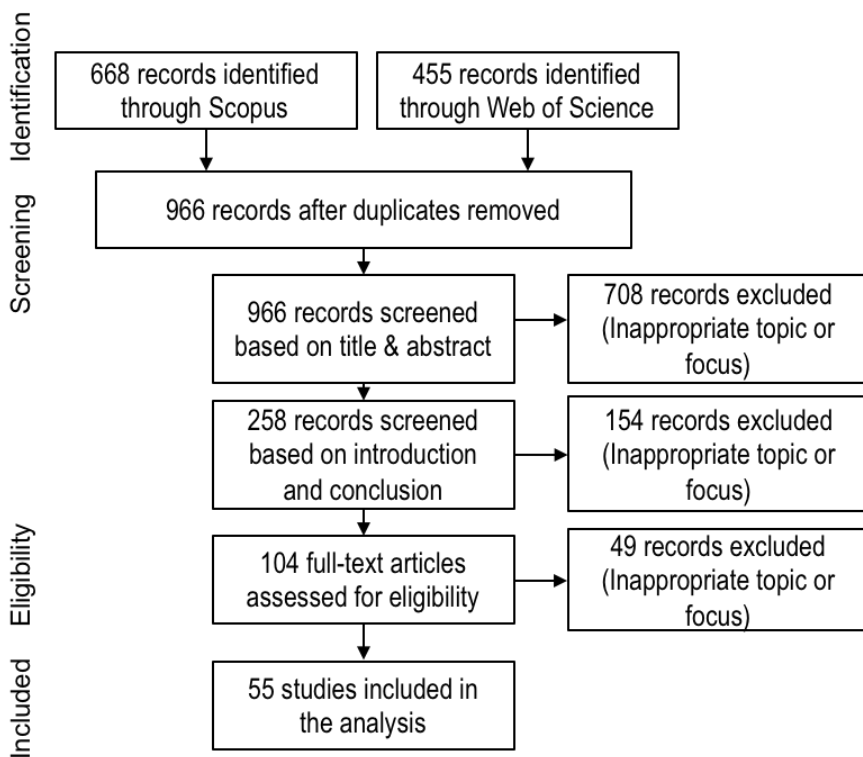 Identification
668 records identified
through Scopus
455 records identified
through Web of Science
Screening
966 records after duplicates removed
966 records screened
based on title & abstract
708 records excluded
(Inappropriate topic or
focus)
258 records screened
based on introduction
and conclusion
154 records excluded
(Inappropriate topic or
focus)
Eligibility
104 full-text articles
assessed for eligibility
49 records excluded
(Inappropriate topic or
focus)
Included
55 studies included in
the analysis